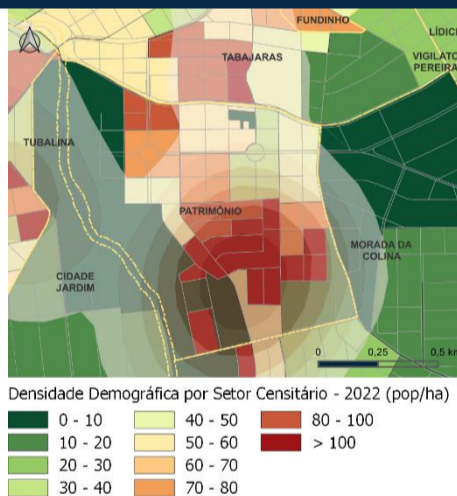 FUNDINHO
LÍDICE
TABAJARAS
VIGILATO
PEREIRA
TUBALINA
PATRIMÔNIO
MORADA DA
COLINA
CIDADE
JARDIM
0 0,25 0,5
Densidade Demográfica por Setor Censitário - 2022 (pop/ha)
0 - 10 40 - 50 80 - 100
10 - 20 50 - 60 > 100
20 - 30 60 - 70
30 - 40 70 - 80